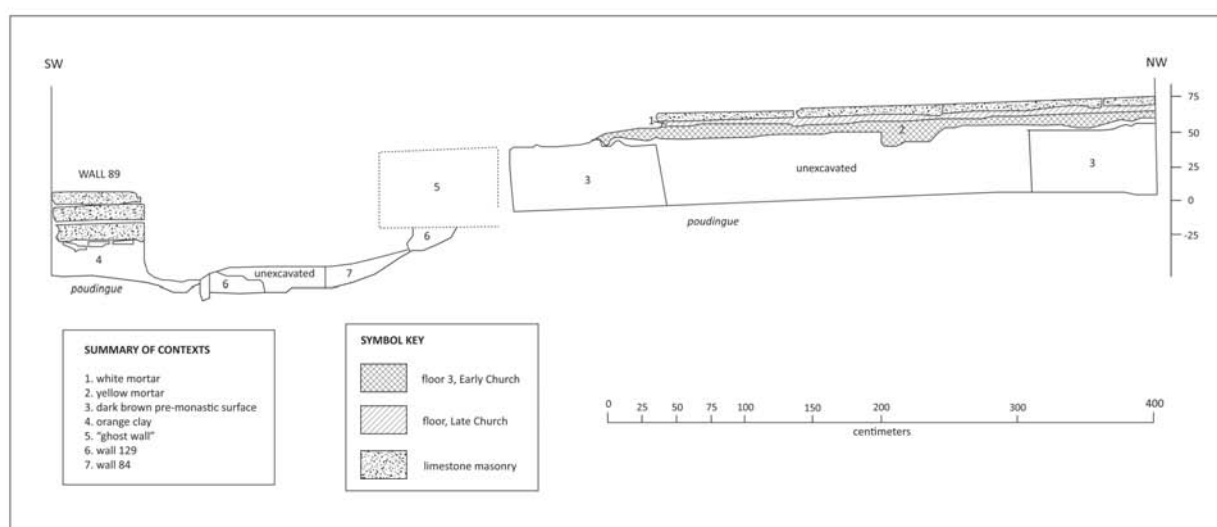 SW
NW
75
50
25
0
-25
WALL 89
1
2
3
unexcavated
3
5
poudingue
6
4
unexcavated
7
6
poudingue
SUMMARY OF CONTEXTS
1. white mortar
2. yellow mortar
3. dark brown pre-monastic surface
4. orange clay
5. "ghost wall"
6. wall 129
7. wall 84
SYMBOL KEY
floor 3, Early Church
floor, Late Church
limestone masonry
0 25 50 75 100 150 200 300 400
centimeters